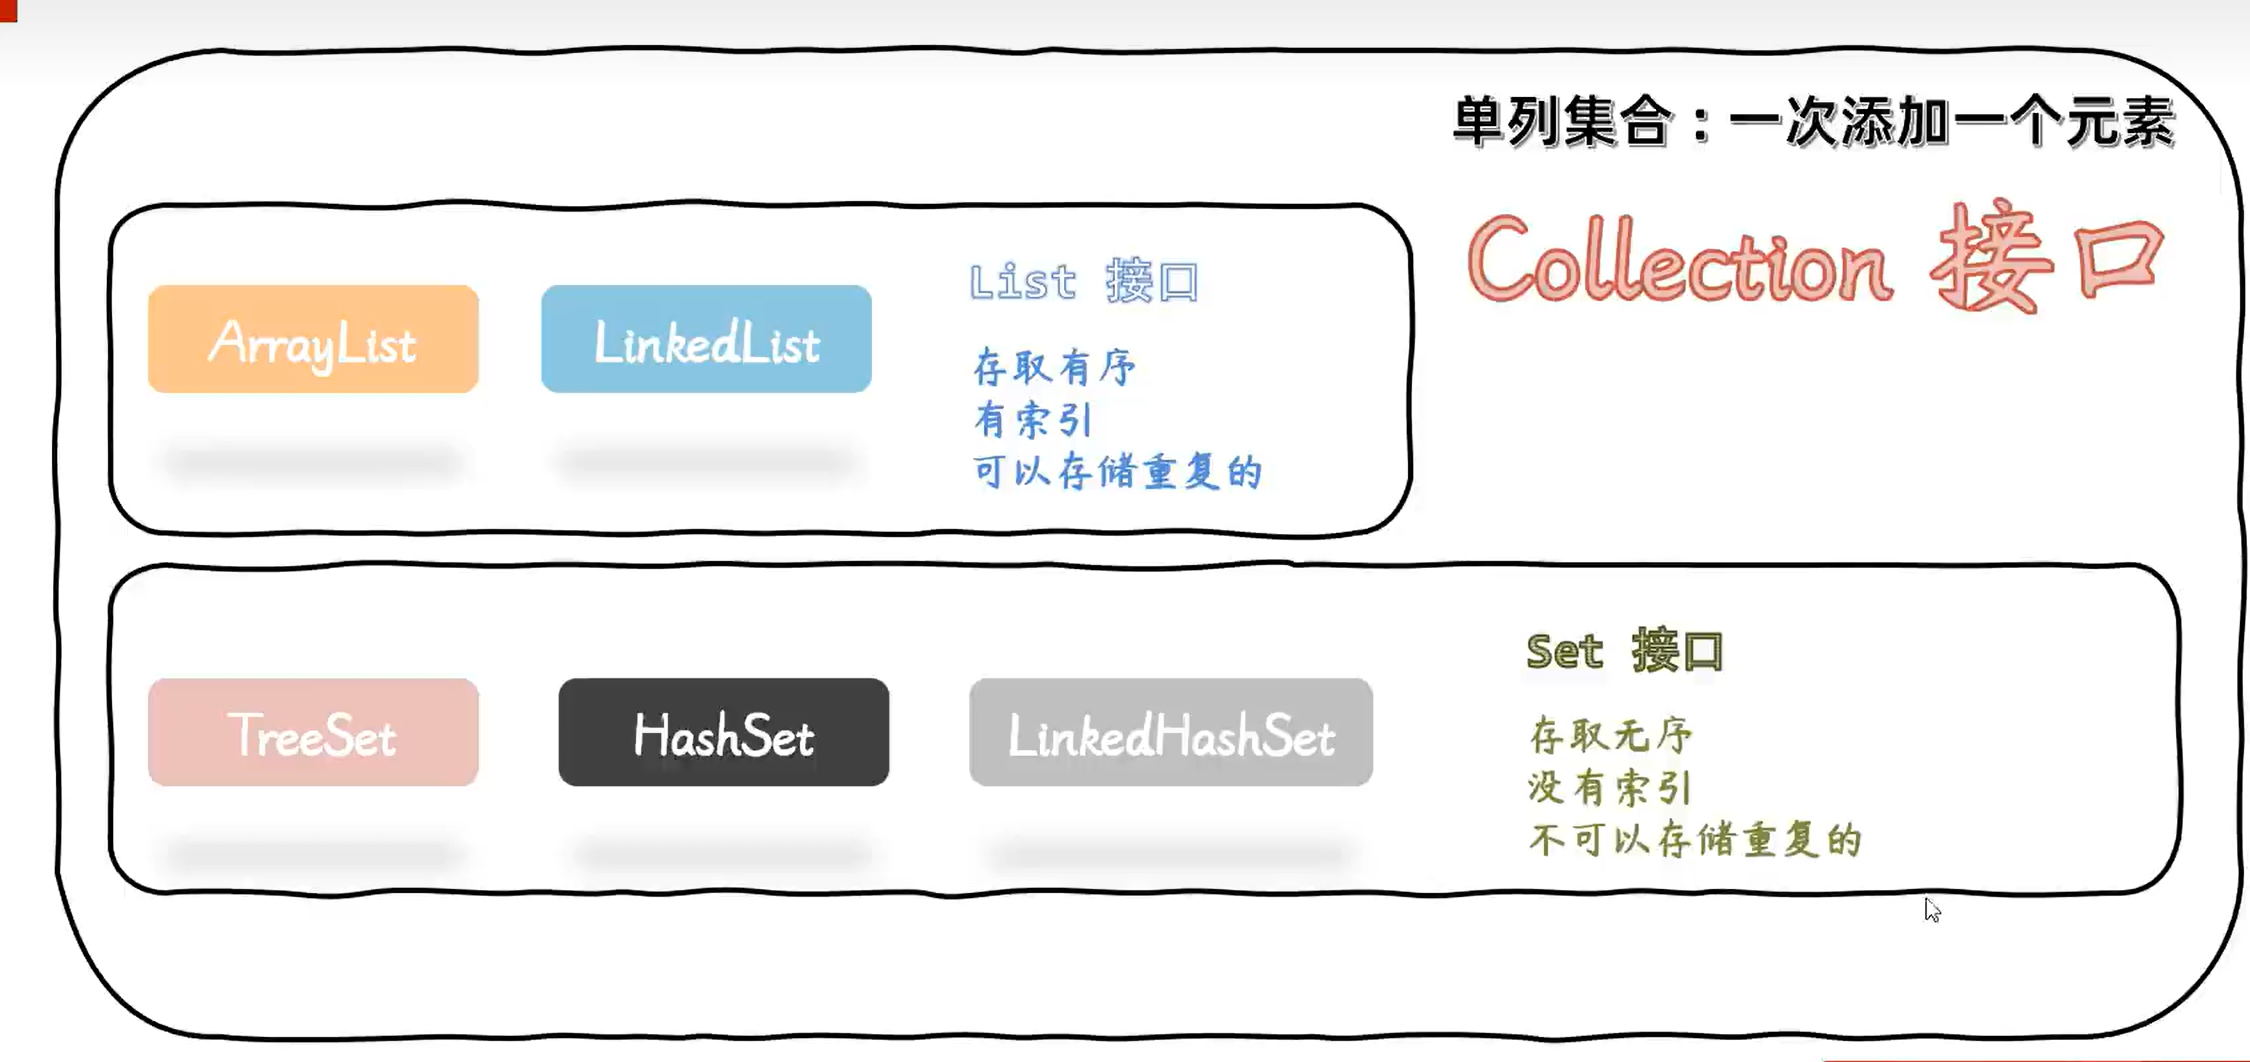 单列集合：一次添加一个元素
Collection 接口
List 接口
ArrayList
LinkedList
存取有序
有索引
可以存储重复的
Set 接口
TreeSet
HashSet
LinkedHashSet
存取无序
没有索引
不可以存储重复的